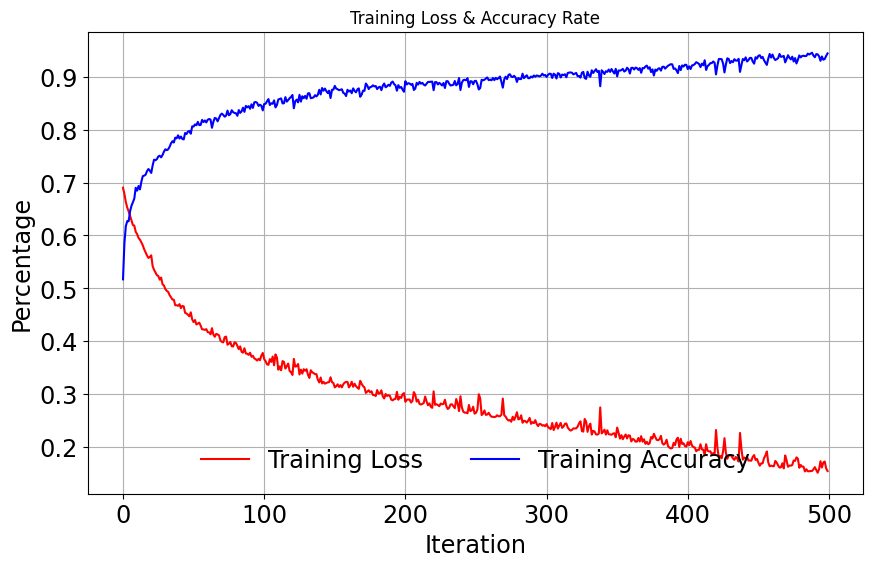 Training Loss & Accuracy Rate
Percentage
0.9
0.8
0.7
0.6
0.5
0.4
0.3
0.2
Training Loss
Training Accuracy
0 100 200 300 400 500
Iteration